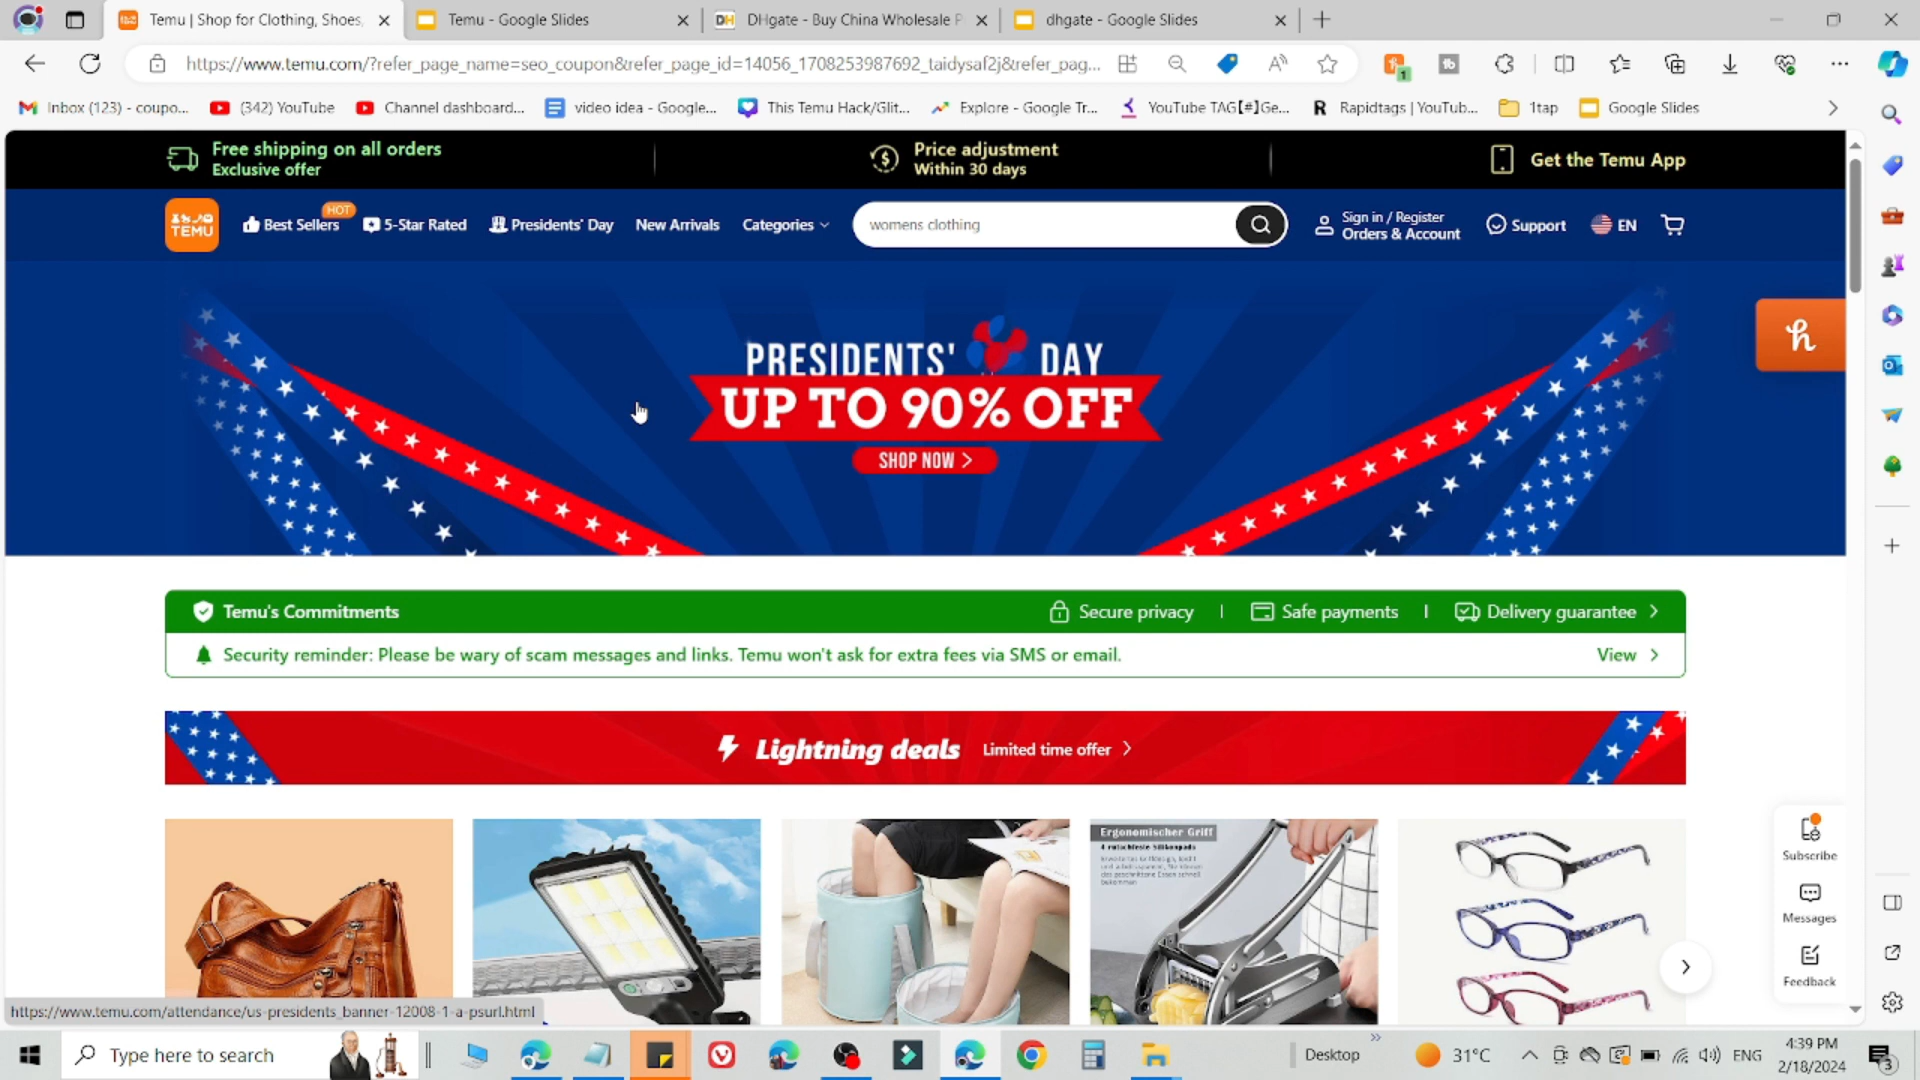 Temu | Shop for Clothing, Shoes,
Temu - Google Slides
DH
DHgate - Buy China Wholesale P
dhgate - Google Slides
https://www.temu.com/?refer_page_name=seo_coupon&refer_page_id=14056_1708253987692_taidysaf2j&refer_pag...
1
Inbox (123) - coupo...
(342) YouTube
Channel dashboard...
video idea - Google...
This Temu Hack/Glit...
Explore - Google Tr...
YouTube TAG【#】Ge...
R
Rapidtags | YouTub...
1tap
Google Slides
Free shipping on all orders
Exclusive offer
Price adjustment
Within 30 days
Get the Temu App
TEMU
Best Sellers
HOT
5-Star Rated
Presidents' Day
New Arrivals
Categories
womens clothing
Sign in / Register
Orders & Account
Support
EN
PRESIDENTS' DAY
UP TO 90% OFF
SHOP NOW >
h
Temu's Commitments
Secure privacy
Safe payments
Delivery guarantee
Security reminder: Please be wary of scam messages and links. Temu won't ask for extra fees via SMS or email.
View
Lightning deals
Limited time offer
Ergonomischer Griff
Subscribe
Messages
Feedback
https://www.temu.com/attendance/us-presidents_banner-12008-1-a-psurl.html
Type here to search
Desktop
31°C
ENG
4:39 PM
2/18/2024
3